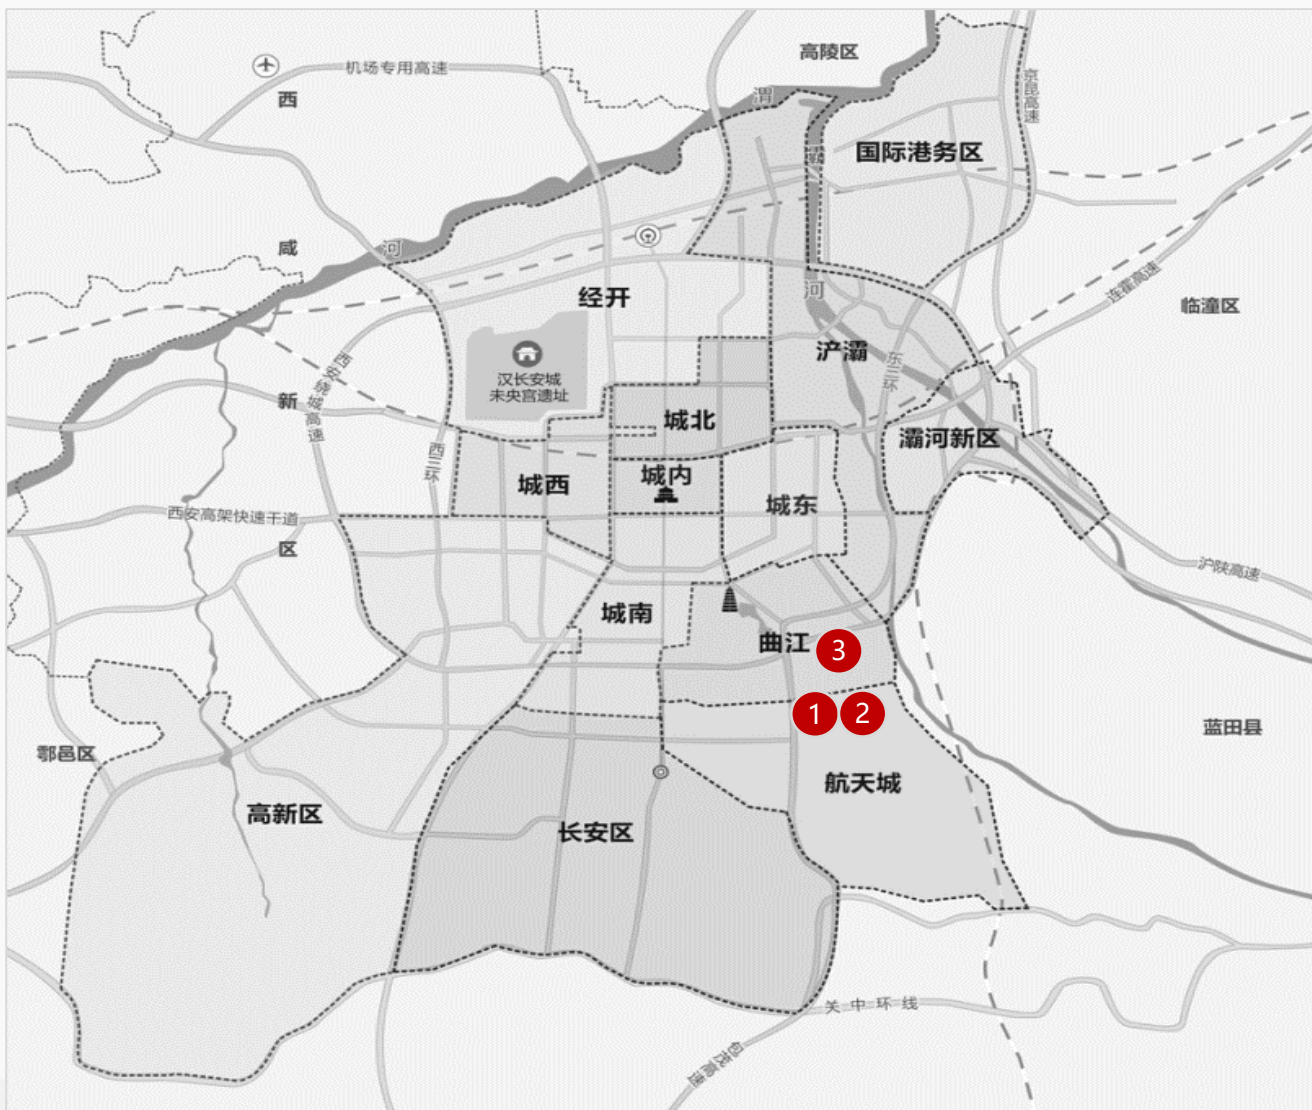 高陵区
机场专用高速
西
渭
京昆高速
灞
国际港务区
咸
河
河
连霍高速
经开
临潼区
浐灞
东三环
汉长安城
未央宫遗址
西安绕城高速
新
城北
灞河新区
西三环
城内
城西
城东
西安高架快速干道
区
沪陕高速
城南
曲江
3
1
2
蓝田县
鄠邑区
航天城
高新区
长安区
关中环线
包茂高速